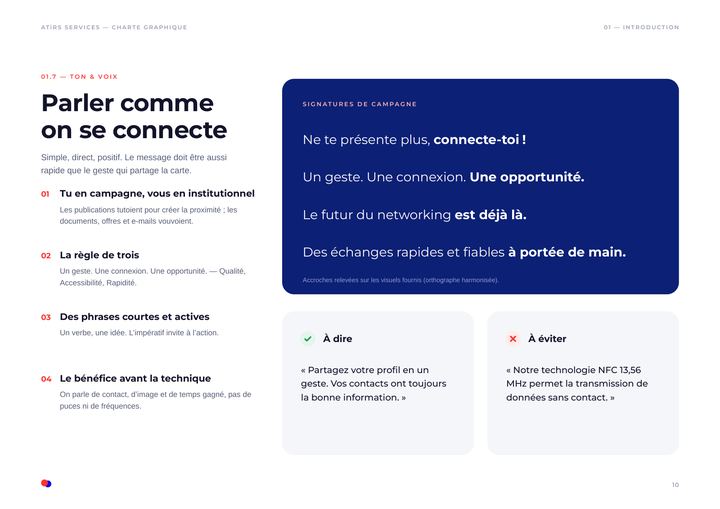 ATIRS SERVICES — CHARTE GRAPHIQUE
01 — INTRODUCTION
01.7 — TON & VOIX
Parler comme
on se connecte
Simple, direct, positif. Le message doit être aussi
rapide que le geste qui partage la carte.
01 Tu en campagne, vous en institutionnel
Les publications tutoient pour créer la proximité ; les
documents, offres et e-mails vouvoient.
02 La règle de trois
Un geste. Une connexion. Une opportunité. — Qualité,
Accessibilité, Rapidité.
03 Des phrases courtes et actives
Un verbe, une idée. L’impératif invite à l’action.
04 Le bénéfice avant la technique
On parle de contact, d’image et de temps gagné, pas de
puces ni de fréquences.
SIGNATURES DE CAMPAGNE
Ne te présente plus, connecte-toi !
Un geste. Une connexion. Une opportunité.
Le futur du networking est déjà là.
Des échanges rapides et fiables à portée de main.
Accroches relevées sur les visuels fournis (orthographe harmonisée).
À dire
« Partagez votre profil en un
geste. Vos contacts ont toujours
la bonne information. »
À éviter
« Notre technologie NFC 13,56
MHz permet la transmission de
données sans contact. »
10